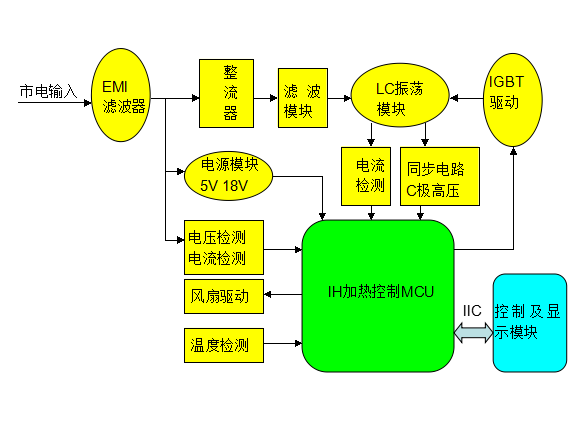 市电输入
EMI
滤波器
整
流
器
滤 波
模块
LC振荡
模块
IGBT
驱动
电源模块
5V 18V
电流
检测
同步电路
C极高压
电压检测
电流检测
风扇驱动
温度检测
IH加热控制MCU
IIC
控制及显
示模块